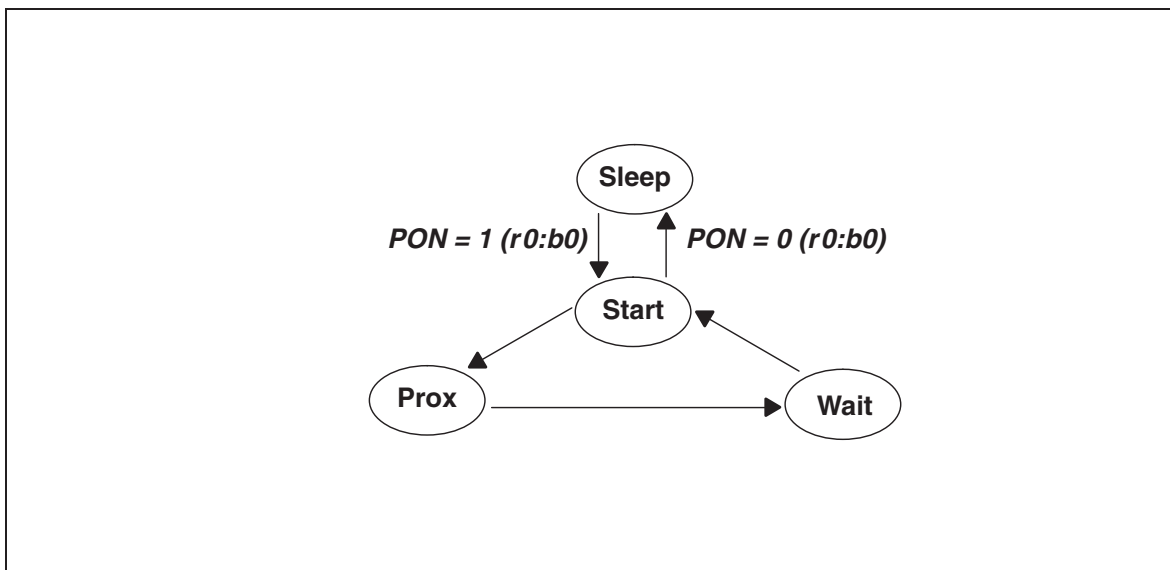 Sleep
PON = 1 (r0:b0)
PON = 0 (r0:b0)
Start
Prox
Wait